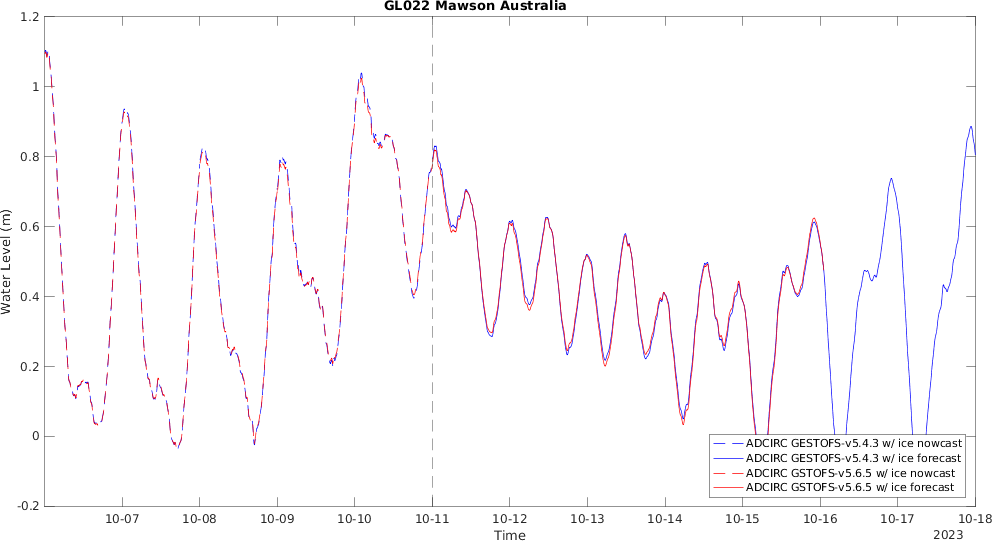 GL022 Mawson Australia
Water Level (m)
1.2
1
0.8
0.6
0.4
0.2
0
-0.2
ADCIRC GESTOFS-v5.4.3 w/ ice nowcast
ADCIRC GESTOFS-v5.4.3 w/ ice forecast
ADCIRC GSTOFS-v5.6.5 w/ ice nowcast
ADCIRC GSTOFS-v5.6.5 w/ ice forecast
10-07 10-08 10-09 10-10 10-11 10-12 10-13 10-14 10-15 10-16 10-17 10-18
Time
2023